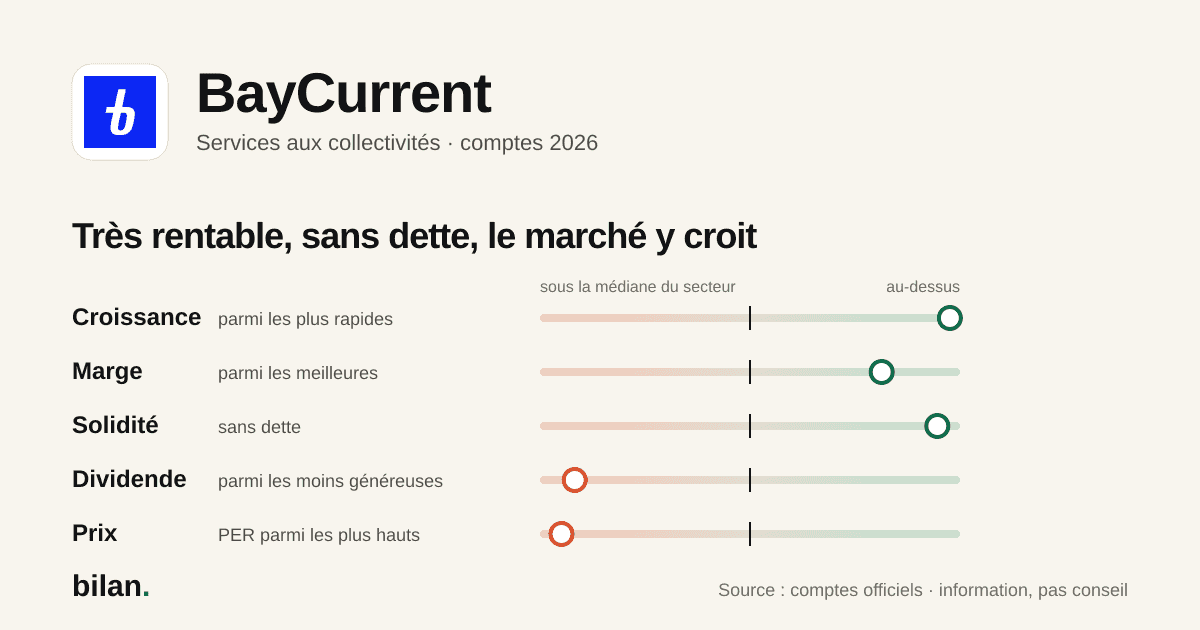 BayCurrent
Services aux collectivités · comptes 2026
Très rentable, sans dette, le marché y croit
sous la médiane du secteur au-dessus
Croissance parmi les plus rapides
Marge parmi les meilleures
Solidité sans dette
Dividende parmi les moins généreuses
Prix PER parmi les plus hauts
bilan.
Source : comptes officiels · information, pas conseil